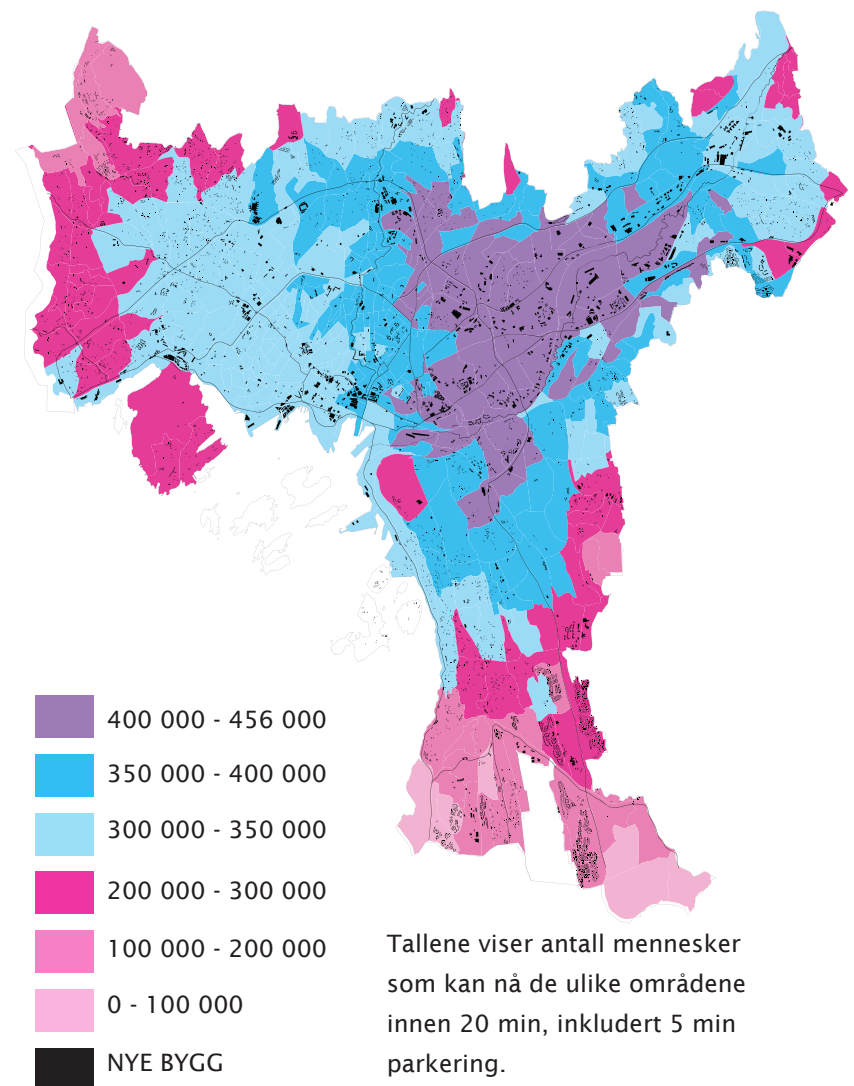 400 000 - 456 000
350 000 - 400 000
300 000 - 350 000
200 000 - 300 000
100 000 - 200 000
0 - 100 000
NYE BYGG
Tallene viser antall mennesker
som kan nå de ulike områdene
innen 20 min, inkludert 5 min
parkering.